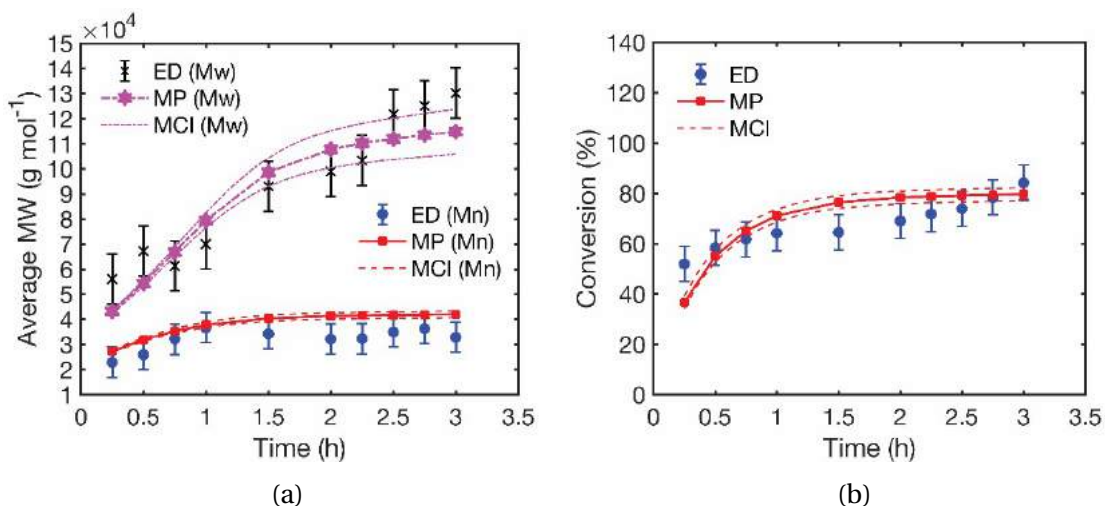 ×10⁴
15
14
13
12
11
10
9
8
7
6
5
4
3
2
1
Average MW (g mol⁻¹)
ED (Mw)
MP (Mw)
MCI (Mw)
ED (Mn)
MP (Mn)
MCI (Mn)
0 0.5 1 1.5 2 2.5 3 3.5
Time (h)
(a)
140
120
100
80
60
40
20
0
Conversion (%)
ED
MP
MCI
0 0.5 1 1.5 2 2.5 3 3.5
Time (h)
(b)